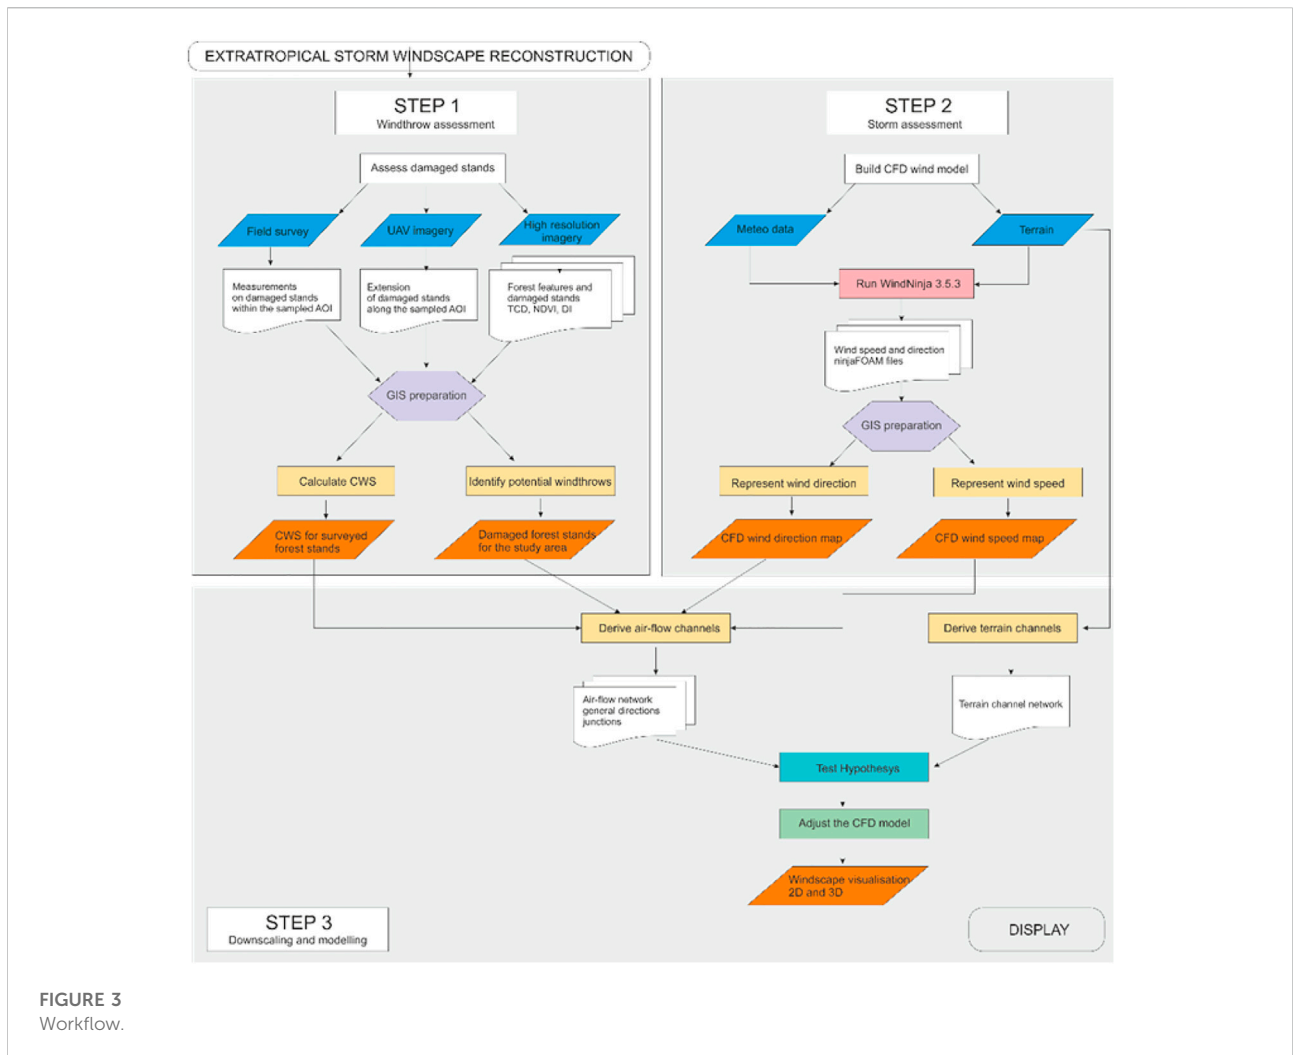 EXTRATROPICAL STORM WINDSCAPE RECONSTRUCTION
STEP 1
Windthrow assessment
Assess damaged stands
Field survey
UAV imagery
High resolution
imagery
Measurements
on damaged stands
within the sampled AOI
Extension
of damaged stands
along the sampled AOI
Forest features and
damaged stands
TCD, NDVI, DI
GIS preparation
Calculate CWS
Identify potential windthrows
CWS for surveyed
forest stands
Damaged forest stands
for the study area
STEP 2
Storm assessment
Build CFD wind model
Meteo data
Terrain
Run WindNinja 3.5.3
Wind speed and direction
ninjaFOAM files
GIS preparation
Represent wind direction
Represent wind speed
CFD wind direction map
CFD wind speed map
Derive air-flow channels
Derive terrain channels
Air-flow network
general directions
junctions
Terrain channel network
Test Hypothesys
Adjust the CFD model
Windscape visualisation
2D and 3D
STEP 3
Downscaling and modelling
DISPLAY
FIGURE 3
Workflow.